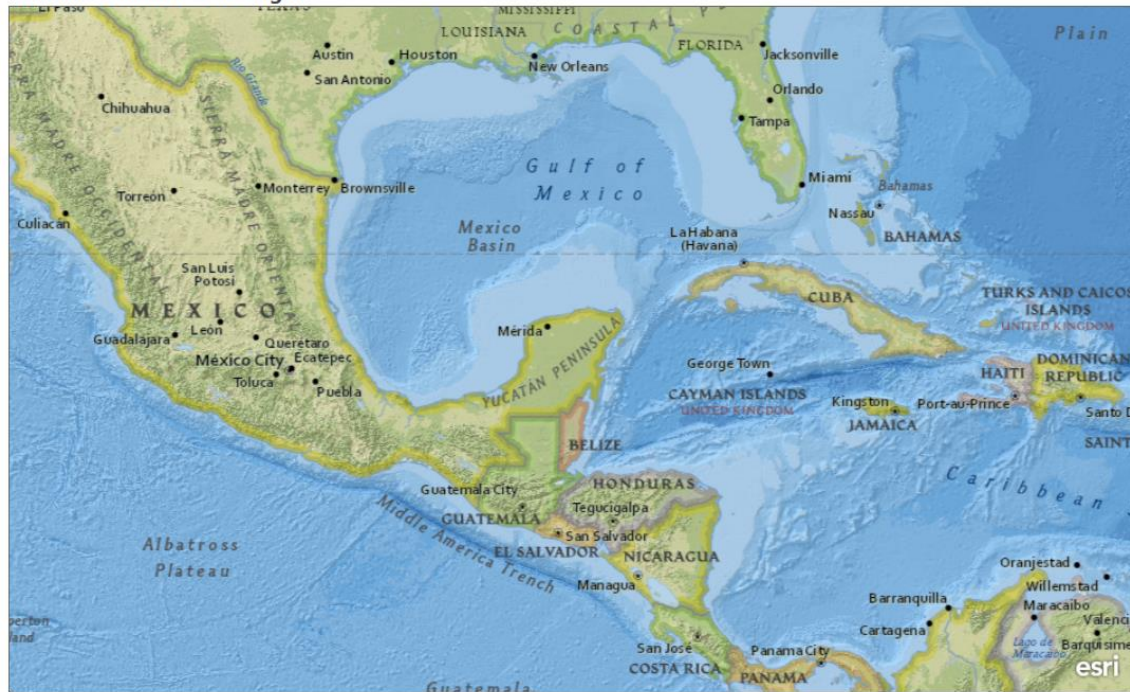 El Paso
TEXAS
MISSISSIPPI
LOUISIANA
COASTAL P
FLORIDA
Plain
Austin
Houston
San Antonio
New Orleans
Jacksonville
Orlando
Tampa
Rio Grande
Chihuahua
SIERRA MADRE OCCIDENTAL
SIERRA MADRE ORIENTAL
Gulf of
Mexico
Torreón
Monterrey
Brownsville
Miami
Bahamas
Nassau
Culiacán
BAHAMAS
Mexico
Basin
La Habana
(Havana)
San Luis
Potosí
CUBA
TURKS AND CAICOS
ISLANDS
UNITED KINGDOM
MEXICO
León
Guadalajara
Querétaro
México City
Ecatepec
Toluca
Puebla
Mérida
YUCATAN PENINSULA
George Town
CAYMAN ISLANDS
UNITED KINGDOM
HAITI
DOMINICAN
REPUBLIC
Kingston
JAMAICA
Port-au-Prince
Santo D
SAINT
BELIZE
Caribbean
HONDURAS
Guatemala City
Tegucigalpa
GUATEMALA
San Salvador
EL SALVADOR
NICARAGUA
Middle America Trench
Albatross
Plateau
Managua
Oranjestad
Willemstad
Barranquilla
Maracaibo
Cartagena
Valenci
Barquisime
Lago de
Maracaibo
San José
COSTA RICA
Panama City
PANAMA
Guatemala
esri